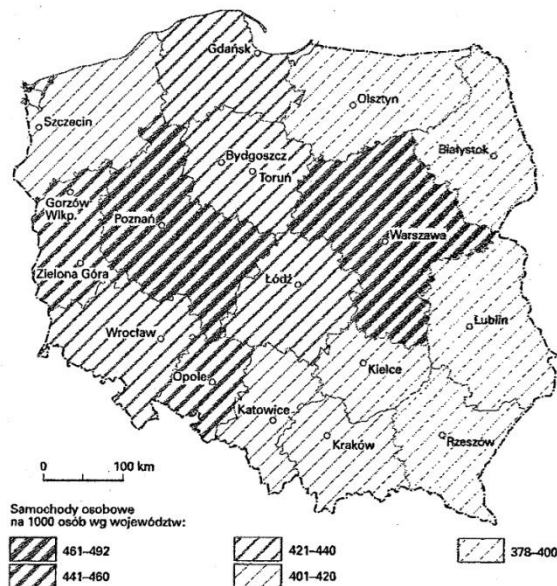 Gdańsk
Olsztyn
Szczecin
Białystok
Bydgoszcz
Toruń
Gorzów
Wlkp.
Poznań
Warszawa
Zielona Góra
Łódź
Lublin
Wrocław
Kielce
Opole
Katowice
Kraków
Rzeszów
0 100 km
Samochody osobowe
na 1000 osób wg województw:
461–492 421–440 378–400
441–460 401–420